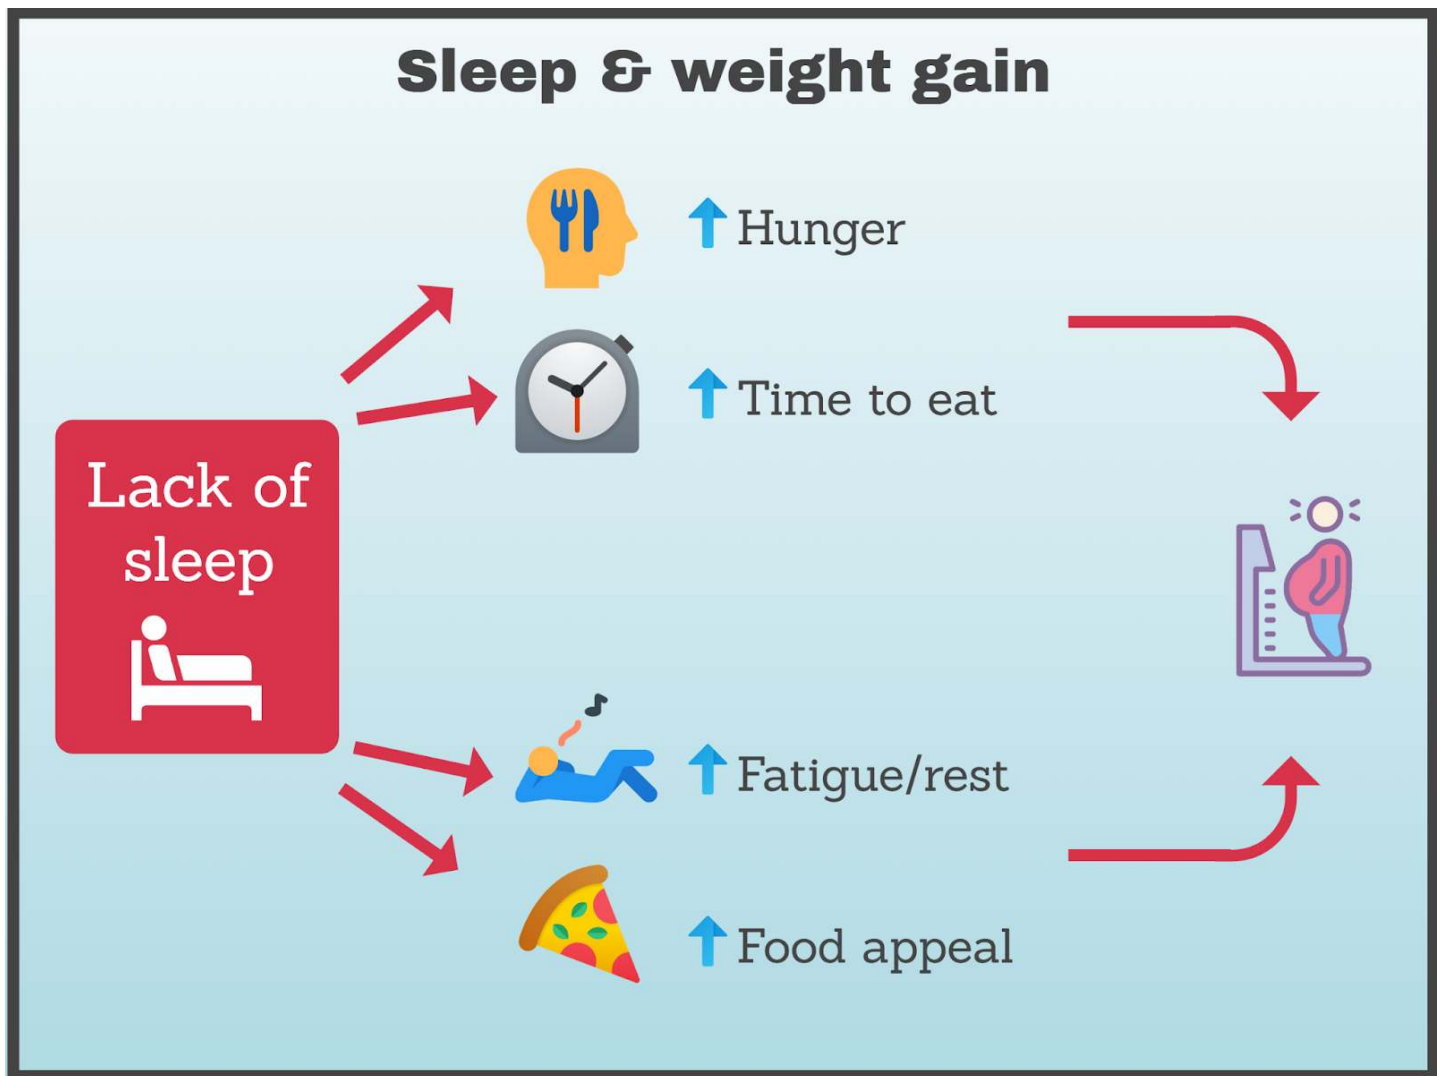 Sleep & weight gain
Hunger
Time to eat
Lack of
sleep
Fatigue/rest
Food appeal